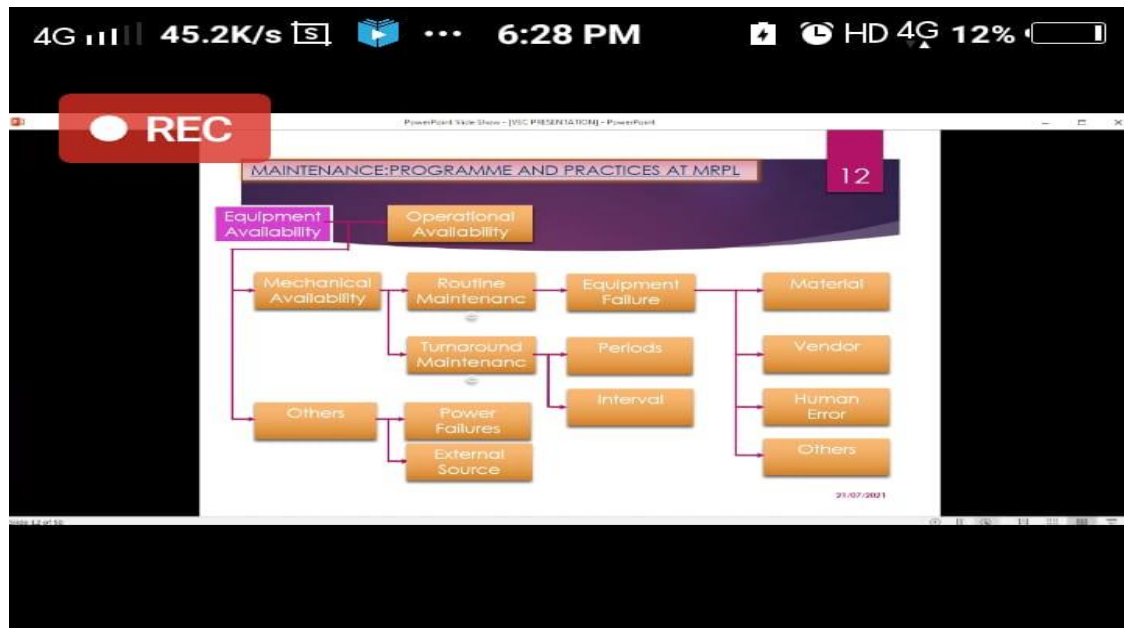 4G 45.2K/s S ••• 6:28 PM HD 4G 12%
REC
PowerPoint Slide Show - [VEC PRESENTATION] - PowerPoint
MAINTENANCE:PROGRAMME AND PRACTICES AT MRPL
12
Equipment
Availability
Operational
Availability
Mechanical
Availability
Routine
Maintenanc
e
Equipment
Failure
Material
Turnaround
Maintenanc
e
Periods
Vendor
Interval
Human
Error
Others
Power
Failures
External
Source
Others
21/07/2021